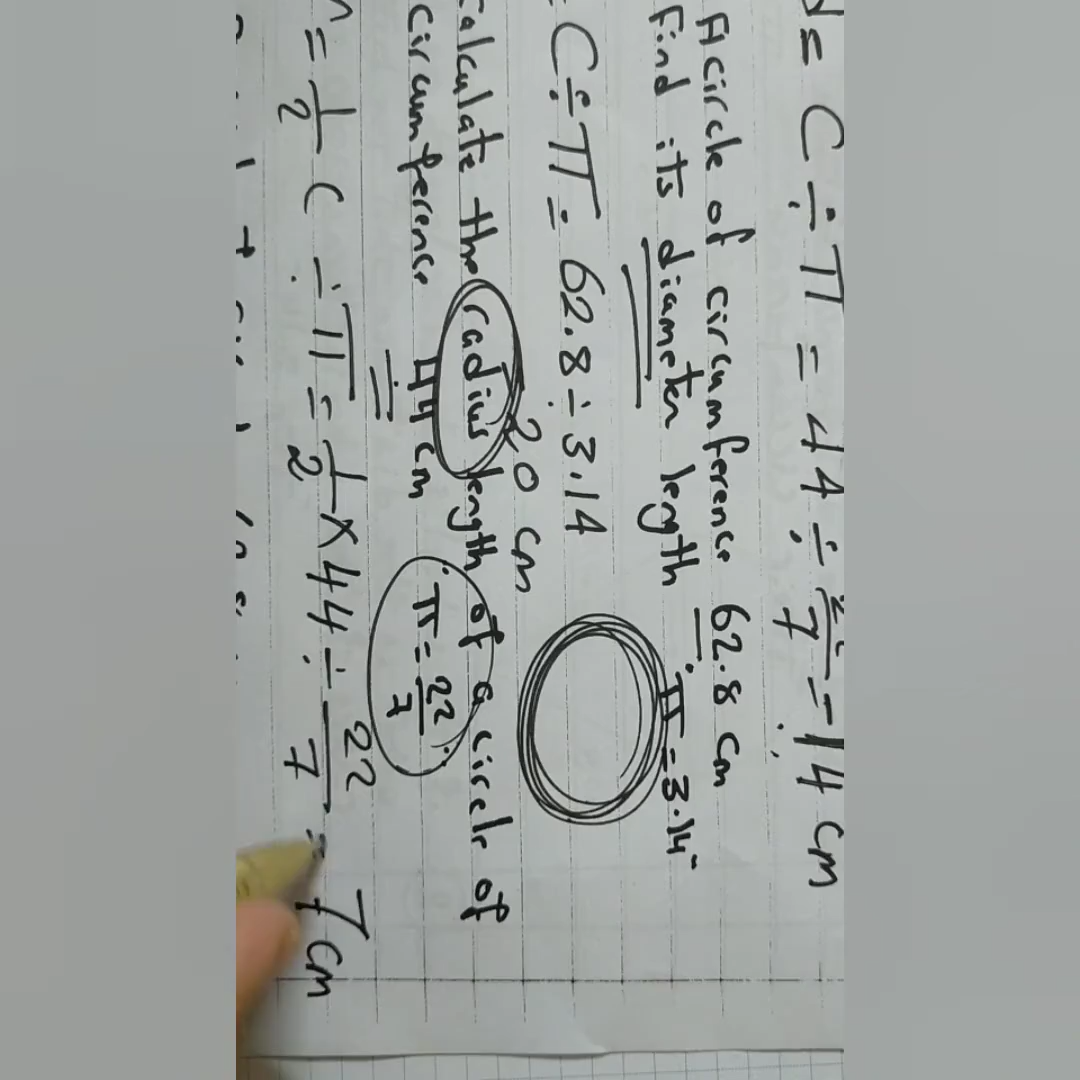 = C ÷ π = 44 ÷ 22/7 = 14 cm
A circle of circumference 62.8 cm
Find its diameter length π = 3.14
= C ÷ π = 62.8 ÷ 3.14
20 cm
calculate the radius length of a circle of
circumference 44 cm π = 22/7
r = 1/2 C ÷ π = 1/2 × 44 ÷ 22/7 = 7 cm